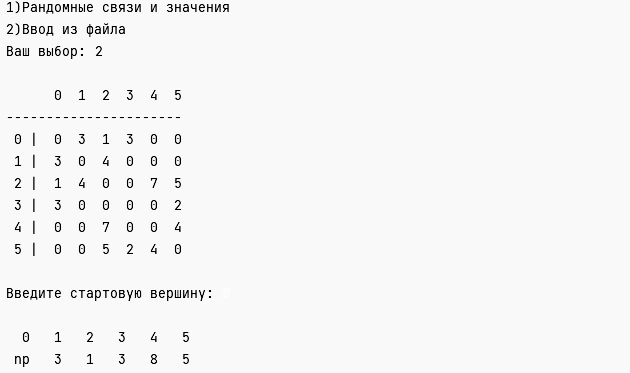 1)Рандомные связи и значения
2)Ввод из файла
Ваш выбор: 2
0 1 2 3 4 5
----------------------
0 | 0 3 1 3 0 0
1 | 3 0 4 0 0 0
2 | 1 4 0 0 7 5
3 | 3 0 0 0 0 2
4 | 0 0 7 0 0 4
5 | 0 0 5 2 4 0
Введите стартовую вершину: 0
0 1 2 3 4 5
np 3 1 3 8 5